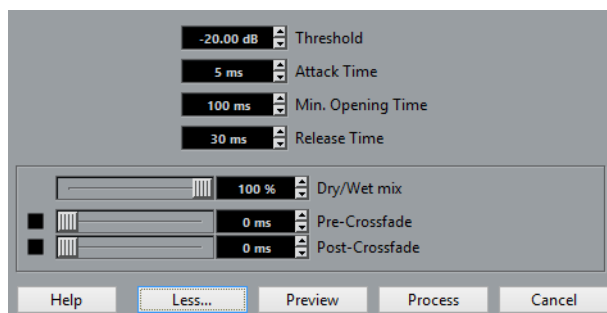 -20.00 dB Threshold
5 ms Attack Time
100 ms Min. Opening Time
30 ms Release Time
100 % Dry/Wet mix
0 ms Pre-Crossfade
0 ms Post-Crossfade
Help Less... Preview Process Cancel